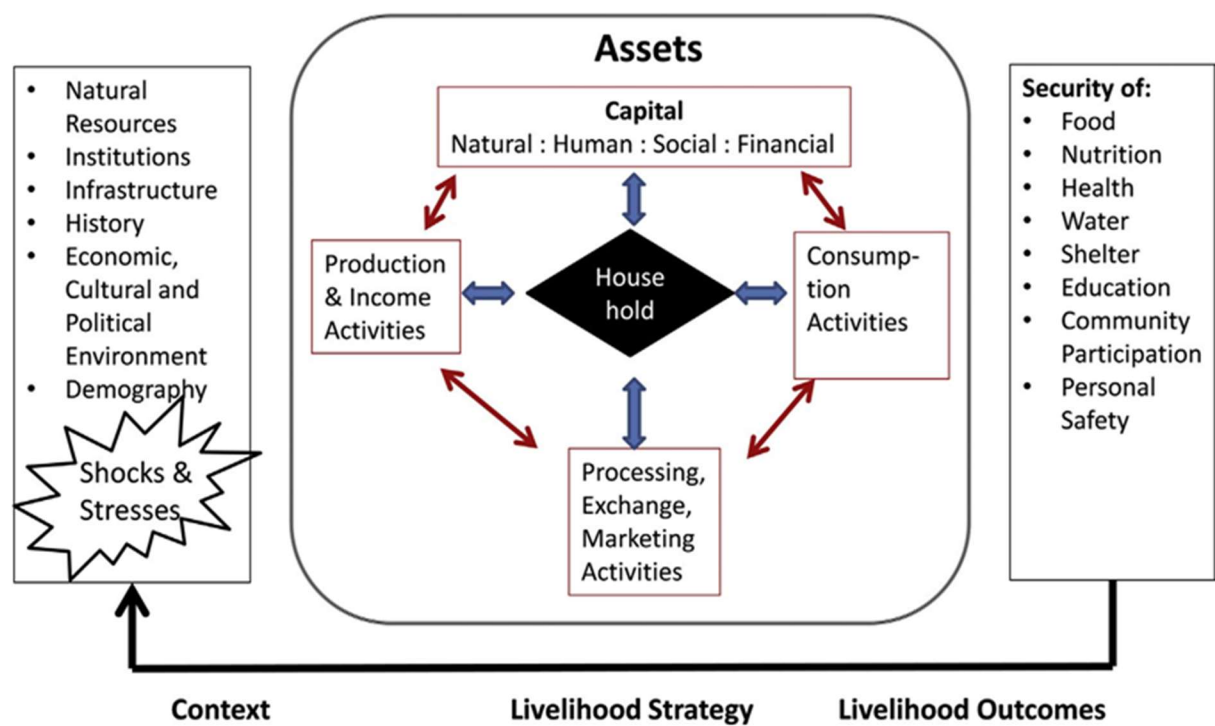 • Natural
Resources
• Institutions
• Infrastructure
• History
• Economic,
Cultural and
Political
Environment
• Demography
Shocks &
Stresses
Assets
Capital
Natural : Human : Social : Financial
Production
& Income
Activities
House
hold
Consump-
tion
Activities
Processing,
Exchange,
Marketing
Activities
Security of:
• Food
• Nutrition
• Health
• Water
• Shelter
• Education
• Community
Participation
• Personal
Safety
Context
Livelihood Strategy
Livelihood Outcomes